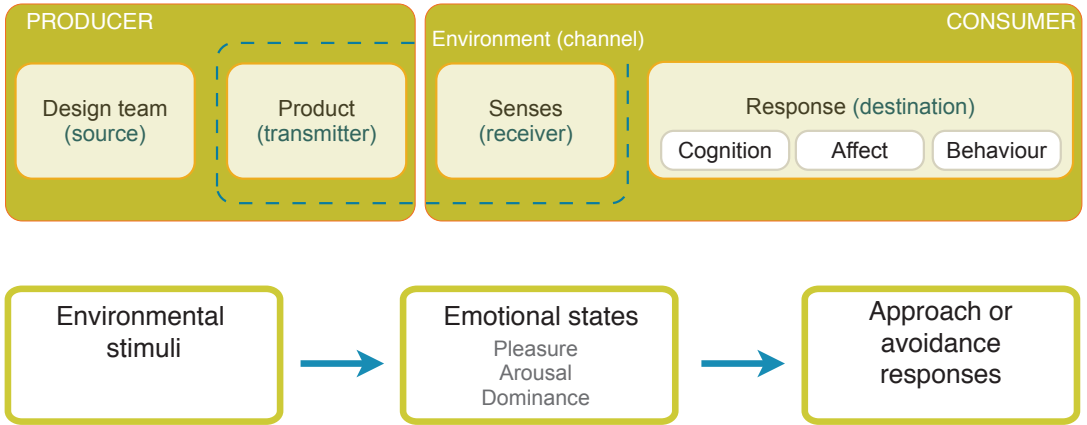 PRODUCER
CONSUMER
Environment (channel)
Design team
(source)
Product
(transmitter)
Senses
(receiver)
Response (destination)
Cognition
Affect
Behaviour
Environmental
stimuli
Emotional states
Pleasure
Arousal
Dominance
Approach or
avoidance
responses